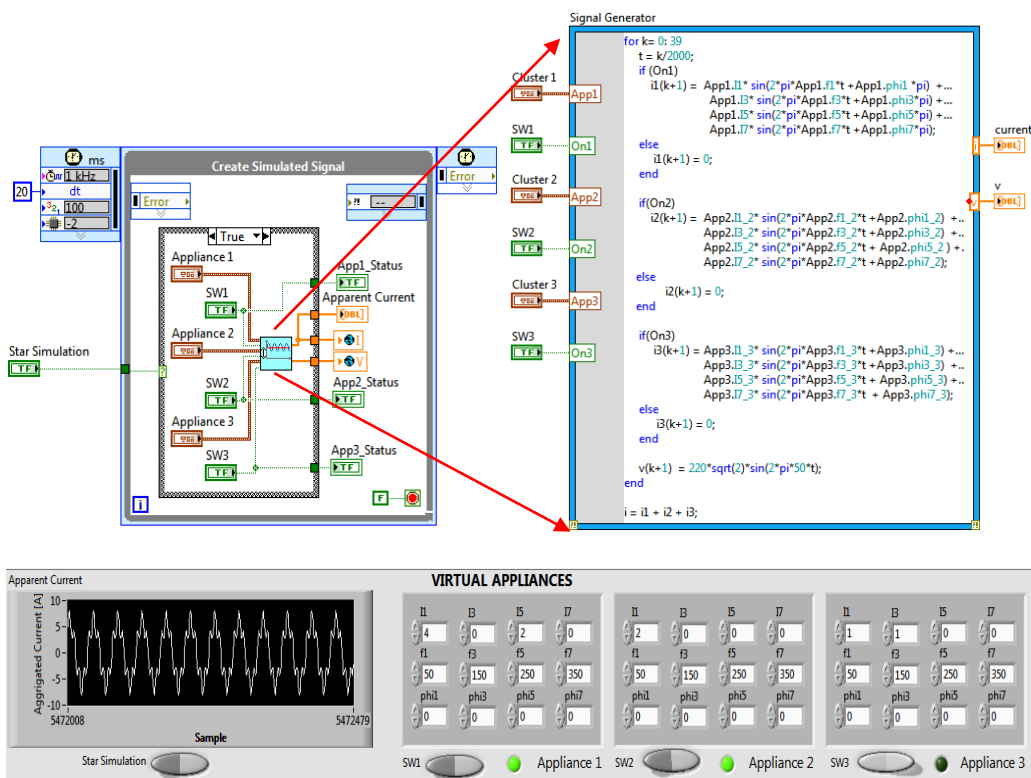 Signal Generator
for k= 0: 39
t = k/2000;
if (On1)
i1(k+1) = App1.I1* sin(2*pi*App1.f1*t +App1.phi1 *pi) +...
App1.I3* sin(2*pi*App1.f3*t +App1.phi3*pi) +...
App1.I5* sin(2*pi*App1.f5*t +App1.phi5*pi) +...
App1.I7* sin(2*pi*App1.f7*t +App1.phi7*pi);
else
i1(k+1) = 0;
end
if(On2)
i2(k+1) = App2.I1_2* sin(2*pi*App2.f1_2*t +App2.phi1_2) +..
App2.I3_2* sin(2*pi*App2.f3_2*t +App2.phi3_2) +..
App2.I5_2* sin(2*pi*App2.f5_2*t + App2.phi5_2 ) +..
App2.I7_2* sin(2*pi*App2.f7_2*t +App2.phi7_2);
else
i2(k+1) = 0;
end
if(On3)
i3(k+1) = App3.I1_3* sin(2*pi*App3.f1_3*t +App3.phi1_3) +...
App3.I3_3* sin(2*pi*App3.f3_3*t +App3.phi3_3) +..
App3.I5_3* sin(2*pi*App3.f5_3*t + App3.phi5_3) +..
App3.I7_3* sin(2*pi*App3.f7_3*t + App3.phi7_3);
else
i3(k+1) = 0;
end
v(k+1) = 220*sqrt(2)*sin(2*pi*50*t);
end
i = i1 + i2 + i3;
Cluster 1
App1
SW1
TF
On1
Cluster 2
App2
SW2
TF
On2
Cluster 3
App3
SW3
TF
On3
current
i
DBL
v
v
DBL
ms
1 kHz
20
dt
100
-2
Create Simulated Signal
Error
--
Error
True
Appliance 1
SW1
TF
Appliance 2
SW2
TF
Appliance 3
SW3
TF
App1_Status
TF
Apparent Current
DBL
I
V
App2_Status
TF
App3_Status
TF
Star Simulation
TF
?
i
F
Apparent Current
Aggrigated Current [A]
10-
5-
0-
-5-
-10-
5472008
5472479
Sample
Star Simulation
VIRTUAL APPLIANCES
I1 I3 I5 I7
4 0 2 0
f1 f3 f5 f7
50 150 250 350
phi1 phi3 phi5 phi7
0 0 0 0
SW1 Appliance 1
I1 I3 I5 I7
2 0 0 0
f1 f3 f5 f7
50 150 250 350
phi1 phi3 phi5 phi7
0 0 0 0
SW2 Appliance 2
I1 I3 I5 I7
1 1 0 0
f1 f3 f5 f7
50 150 250 350
phi1 phi3 phi5 phi7
0 0 0 0
SW3 Appliance 3